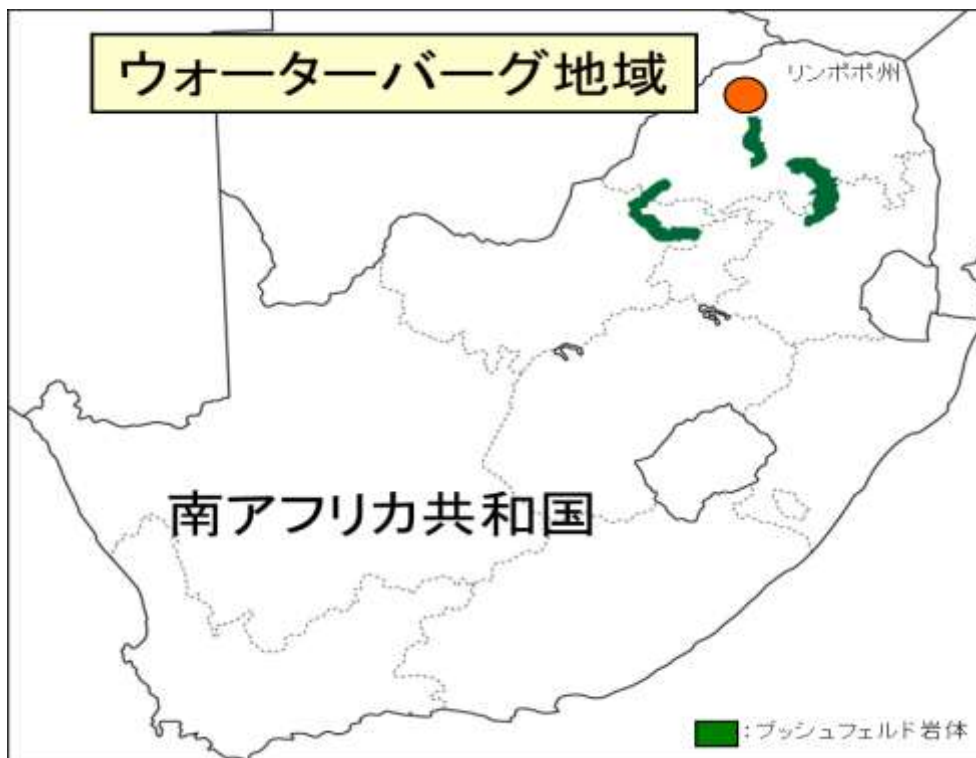 ウォーターバーグ地域
リンポポ州
南アフリカ共和国
：ブッシュフェルド岩体